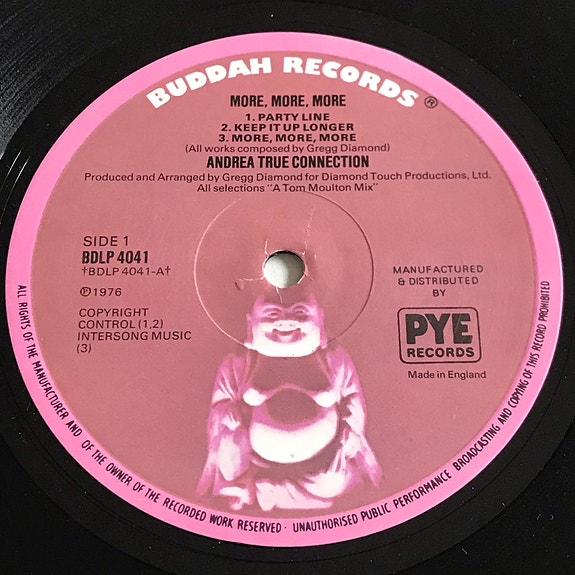 BUDDAH RECORDS ®
MORE, MORE, MORE
1. PARTY LINE
2. KEEP IT UP LONGER
3. MORE, MORE, MORE
(All works composed by Gregg Diamond)
ANDREA TRUE CONNECTION
Produced and Arranged by Gregg Diamond for Diamond Touch Productions, Ltd.
All selections "A Tom Moulton Mix"
SIDE 1
BDLP 4041
†BDLP 4041-A†
℗ 1976
COPYRIGHT
CONTROL (1,2)
INTERSONG MUSIC
(3)
MANUFACTURED
& DISTRIBUTED
BY
PYE
RECORDS
Made in England
ALL RIGHTS OF THE MANUFACTURER AND OF THE OWNER OF THE RECORDED WORK RESERVED · UNAUTHORISED PUBLIC PERFORMANCE BROADCASTING AND COPYING OF THIS RECORD PROHIBITED